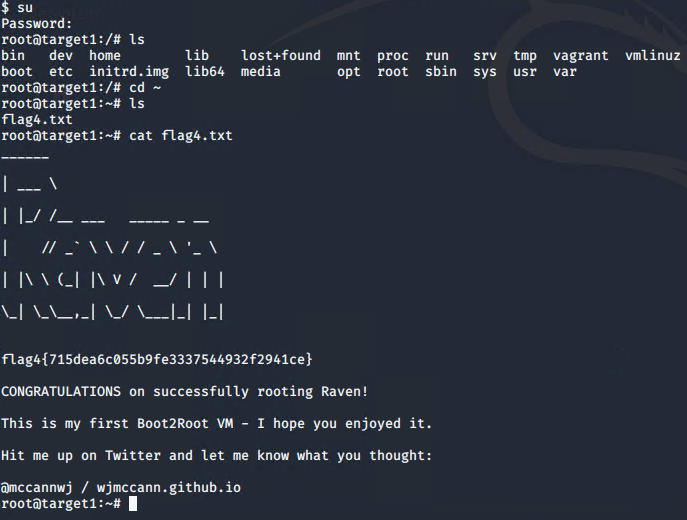 $ su
Password:
root@target1:/# ls
bin   dev  home        lib    lost+found  mnt  proc  run   srv  tmp  vagrant  vmlinuz
boot  etc  initrd.img  lib64  media       opt  root  sbin  sys  usr  var
root@target1:/# cd ~
root@target1:~# ls
flag4.txt
root@target1:~# cat flag4.txt
______
| ___ \
| |_/ /__ ___   _____ _ __
|    // _` \ \ / / _ \ '_ \
| |\ \ (_| |\ V /  __/ | | |
\_| \_\__,_| \_/ \___|_| |_|
flag4{715dea6c055b9fe3337544932f2941ce}
CONGRATULATIONS on successfully rooting Raven!
This is my first Boot2Root VM - I hope you enjoyed it.
Hit me up on Twitter and let me know what you thought:
@mccannwj / wjmccann.github.io
root@target1:~#